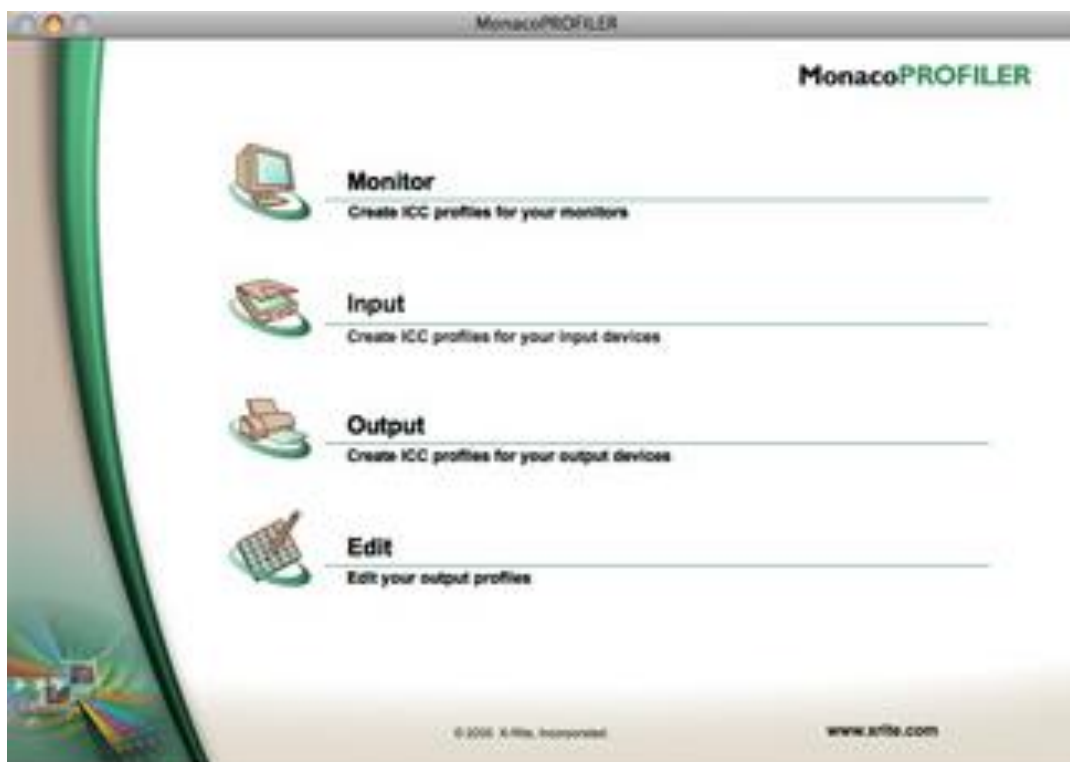 MonacoPROFILER
MonacoPROFILER
Monitor
Create ICC profiles for your monitors
Input
Create ICC profiles for your input devices
Output
Create ICC profiles for your output devices
Edit
Edit your output profiles
© X-Rite, Incorporated
www.xrite.com